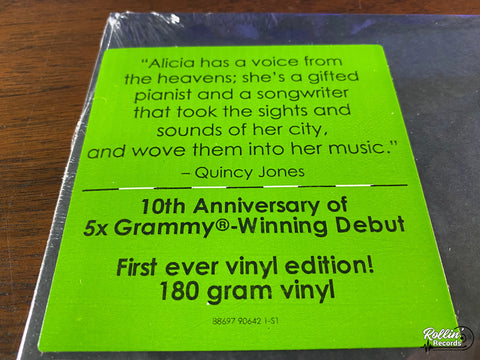 “Alicia has a voice from
the heavens; she’s a gifted
pianist and a songwriter
that took the sights and
sounds of her city,
and wove them into her music.”
– Quincy Jones
10th Anniversary of
5x Grammy®-Winning Debut
First ever vinyl edition!
180 gram vinyl
88697 90642 1-S1
Rollin'
Records